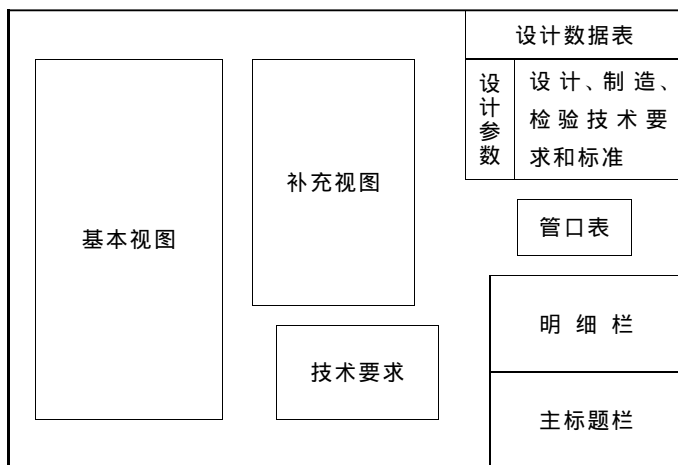 设计数据表
设计参数
设计、制造、
检验技术要
求和标准
补充视图
基本视图
管口表
明细栏
技术要求
主标题栏